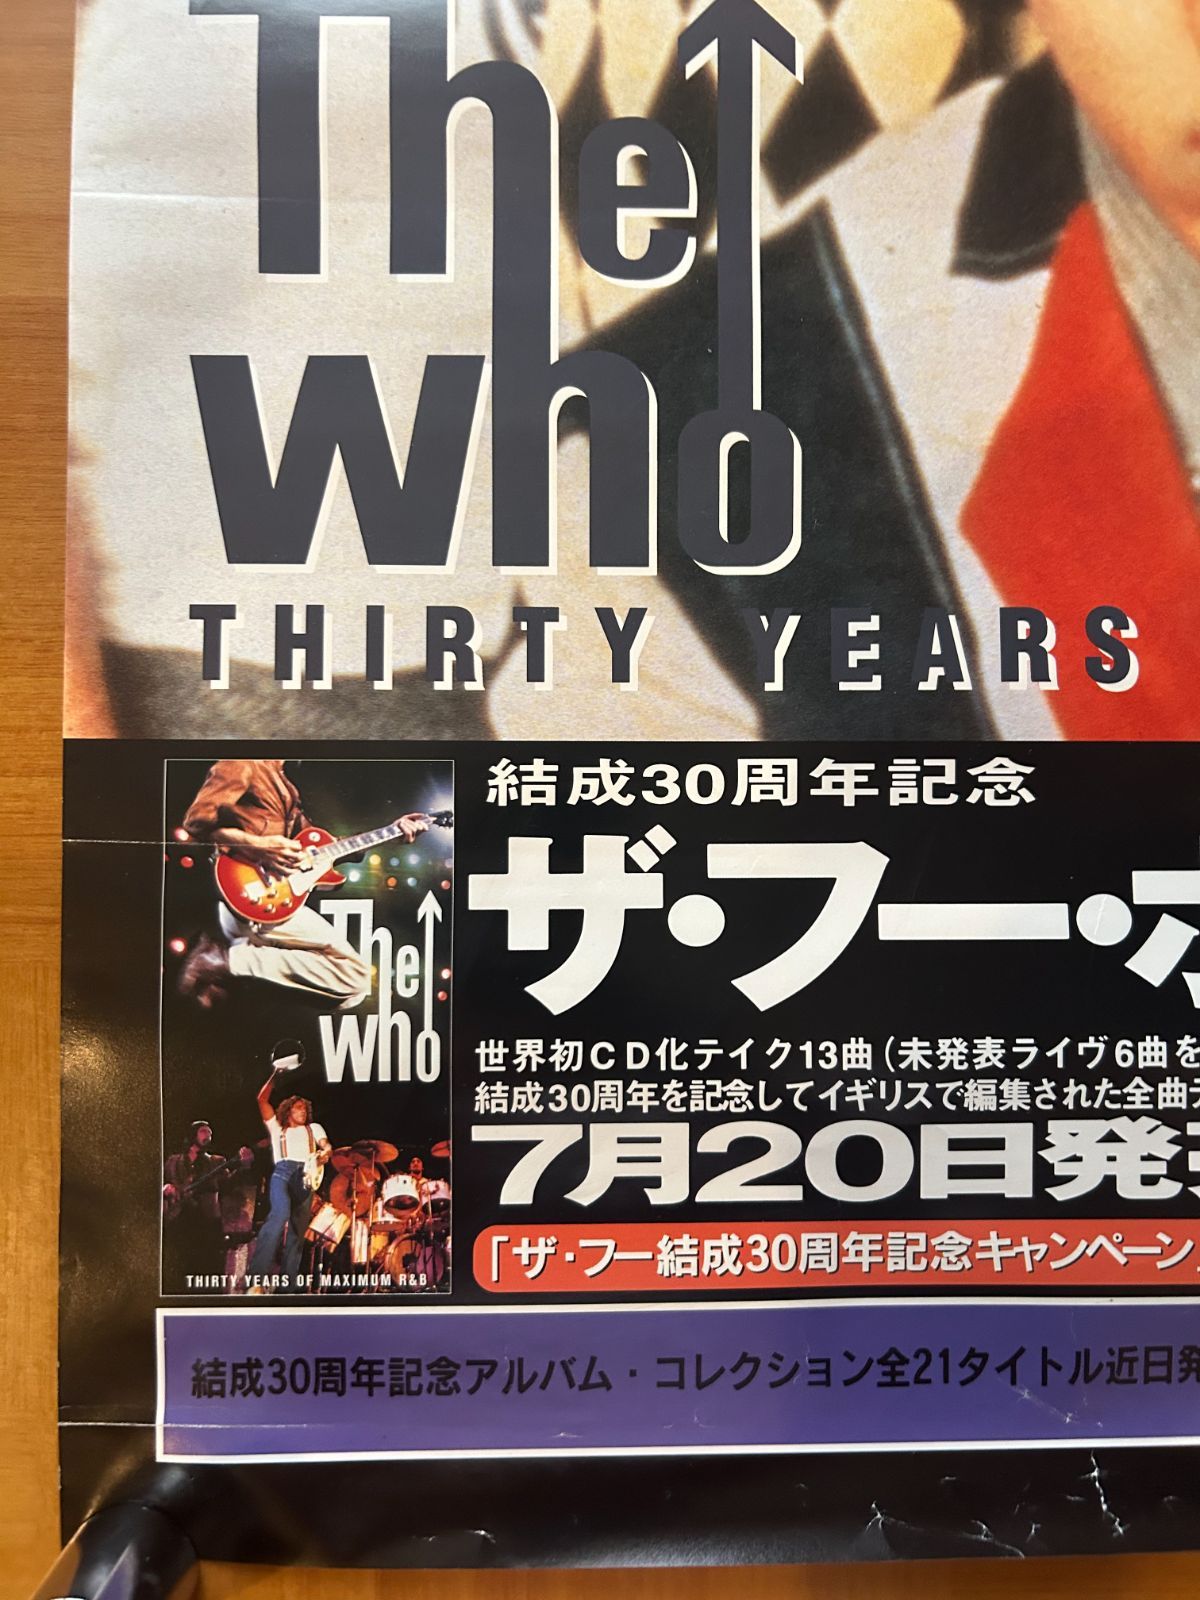 The
Who
THIRTY YEARS
結成30周年記念
ザ・フー・ボ
世界初CD化テイク13曲(未発表ライヴ6曲を
結成30周年を記念してイギリスで編集された全曲
7月20日発売
「ザ・フー結成30周年記念キャンペーン」
The
Who
THIRTY YEARS OF MAXIMUM R&B
結成30周年記念アルバム・コレクション全21タイトル近日発